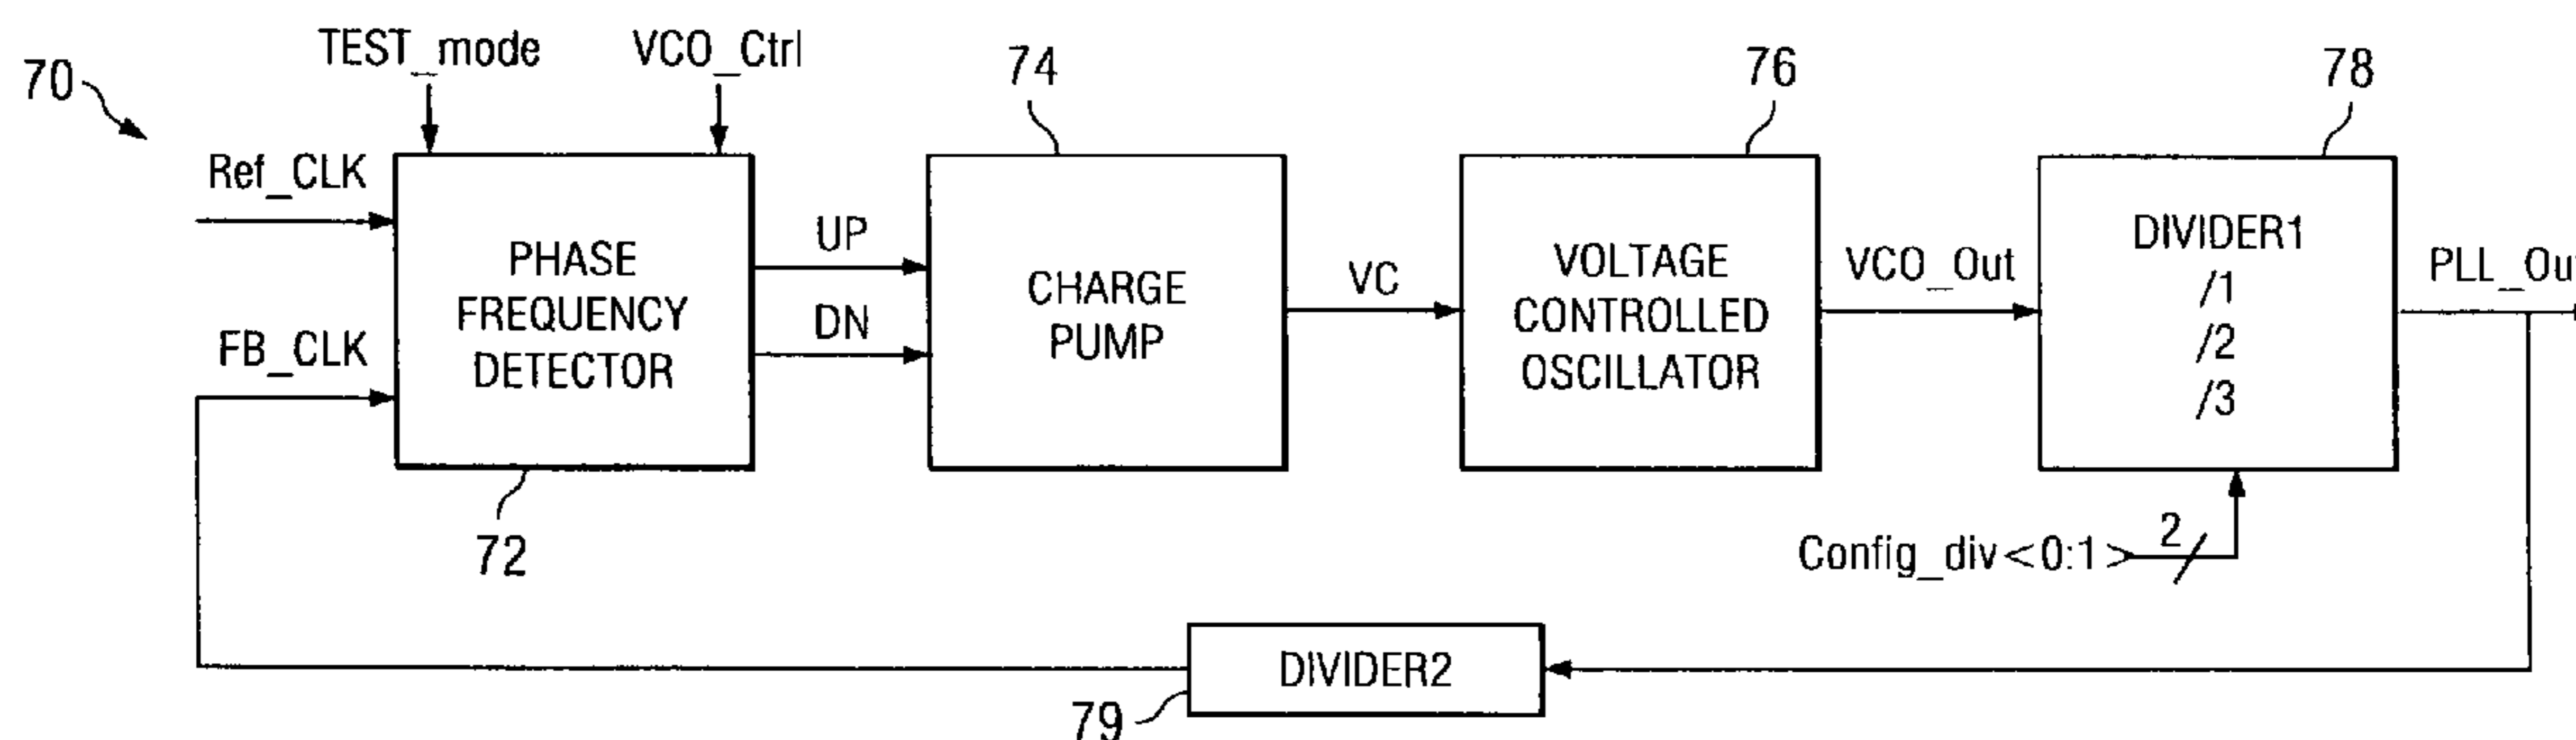 70
TEST_mode
VCO_Ctrl
74
76
78
Ref_CLK
FB_CLK
PHASE
FREQUENCY
DETECTOR
72
UP
DN
CHARGE
PUMP
VC
VOLTAGE
CONTROLLED
OSCILLATOR
VCO_Out
DIVIDER1
/1
/2
/3
PLL_Out
Config_div<0:1>
2
DIVIDER2
79